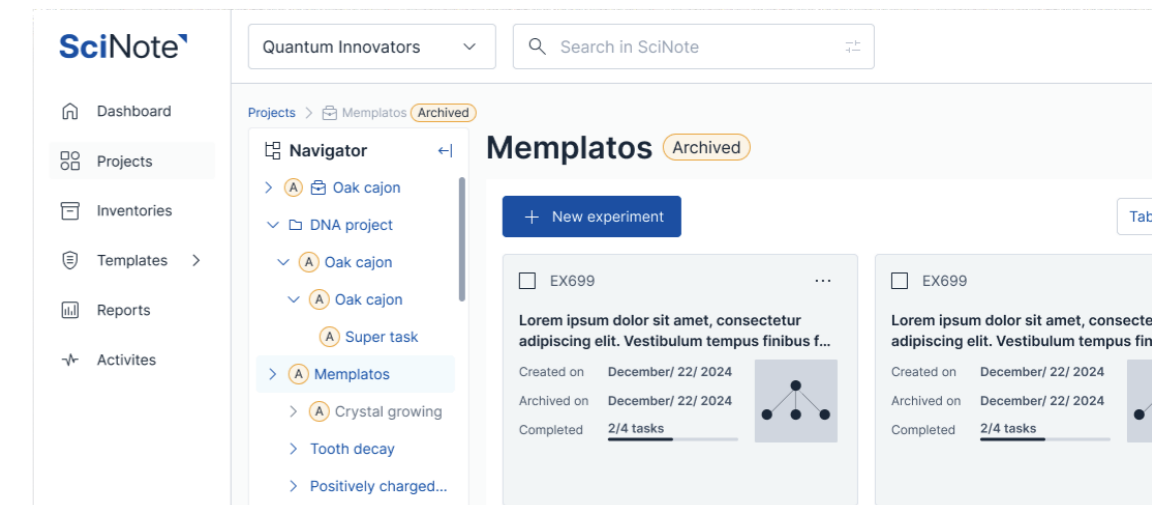 SciNote
Quantum Innovators
Search in SciNote
Dashboard
Projects
Inventories
Templates
Reports
Activites
Projects > Memplatos Archived
Navigator
A Oak cajon
DNA project
A Oak cajon
A Oak cajon
A Super task
A Memplatos
A Crystal growing
Tooth decay
Positively charged...
Memplatos Archived
+ New experiment
EX699 ...
Lorem ipsum dolor sit amet, consectetur
adipiscing elit. Vestibulum tempus finibus f...
Created on December/ 22/ 2024
Archived on December/ 22/ 2024
Completed 2/4 tasks
EX699
Lorem ipsum dolor sit amet, consecte
adipiscing elit. Vestibulum tempus fin
Created on December/ 22/ 2024
Archived on December/ 22/ 2024
Completed 2/4 tasks